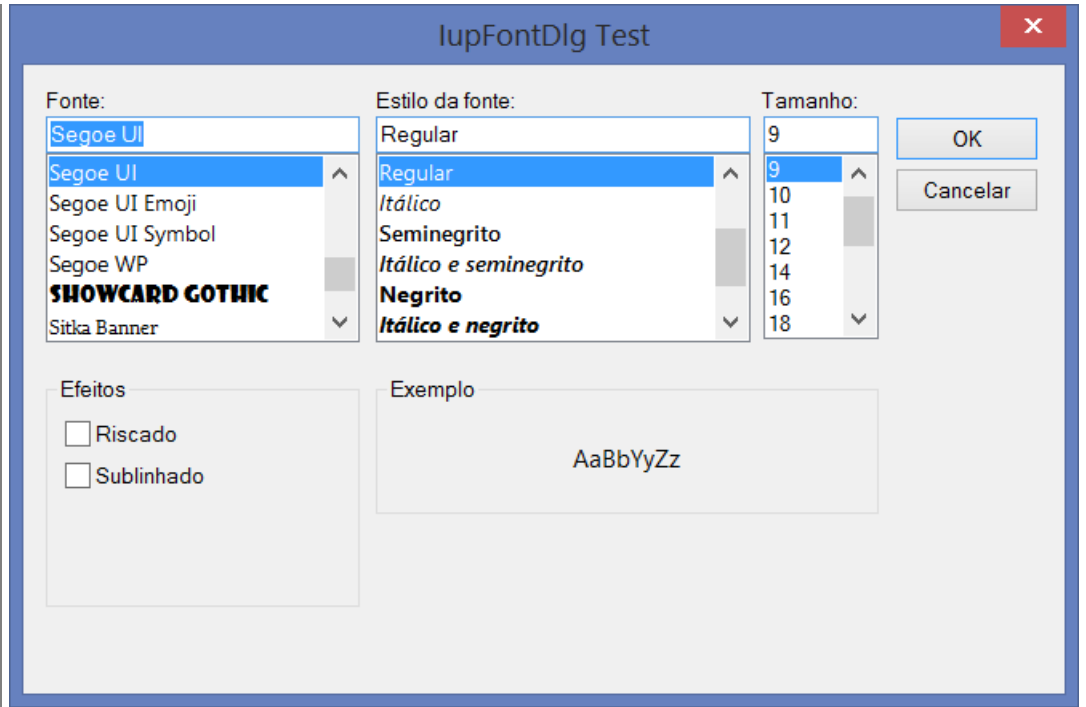 IupFontDlg Test
Fonte:
Estilo da fonte:
Tamanho:
Segoe UI
Regular
9
OK
Cancelar
Segoe UI
Segoe UI Emoji
Segoe UI Symbol
Segoe WP
SHOWCARD GOTHIC
Sitka Banner
Regular
Itálico
Seminegrito
Itálico e seminegrito
Negrito
Itálico e negrito
9
10
11
12
14
16
18
Efeitos
Riscado
Sublinhado
Exemplo
AaBbYyZz